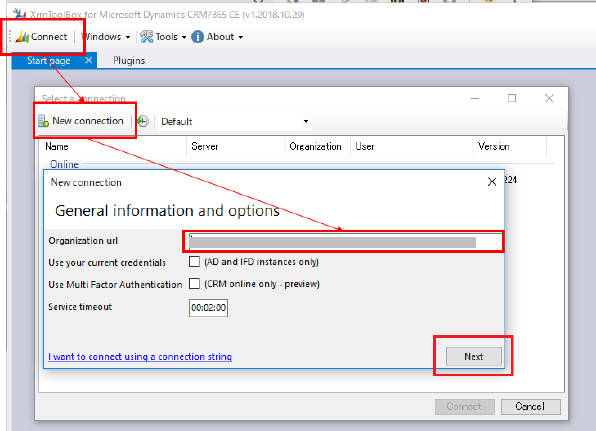 XrmToolBox for Microsoft Dynamics CRM/365 CE (v1.2018.10.29)
Connect Windows Tools About
Start page Plugins
Select a connection
New connection Default
Name Server Organization User Version
Online
224
New connection
General information and options
Organization url
Use your current credentials (AD and IFD instances only)
Use Multi Factor Authentication (CRM online only - preview)
Service timeout 00:02:00
I want to connect using a connection string Next
Connect Cancel